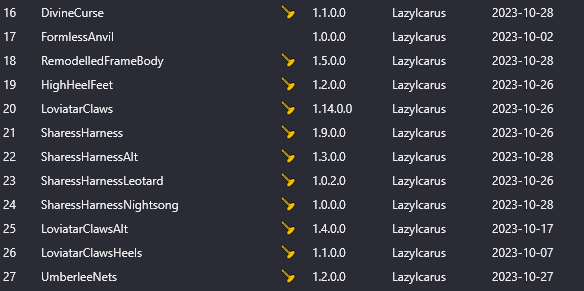 16 DivineCurse 1.1.0.0 LazyIcarus 2023-10-28
17 FormlessAnvil 1.0.0.0 LazyIcarus 2023-10-02
18 RemodelledFrameBody 1.5.0.0 LazyIcarus 2023-10-28
19 HighHeelFeet 1.2.0.0 LazyIcarus 2023-10-26
20 LoviatarClaws 1.14.0.0 LazyIcarus 2023-10-26
21 SharessHarness 1.9.0.0 LazyIcarus 2023-10-26
22 SharessHarnessAlt 1.3.0.0 LazyIcarus 2023-10-28
23 SharessHarnessLeotard 1.0.2.0 LazyIcarus 2023-10-26
24 SharessHarnessNightsong 1.0.0.0 LazyIcarus 2023-10-28
25 LoviatarClawsAlt 1.4.0.0 LazyIcarus 2023-10-17
26 LoviatarClawsHeels 1.1.0.0 LazyIcarus 2023-10-07
27 UmberleeNets 1.2.0.0 LazyIcarus 2023-10-27